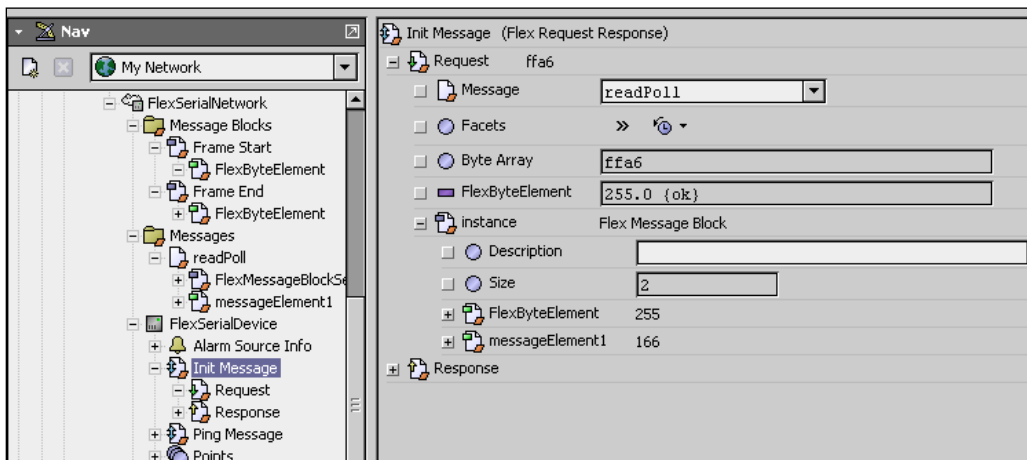 Nav
My Network
FlexSerialNetwork
Message Blocks
Frame Start
FlexByteElement
Frame End
FlexByteElement
Messages
readPoll
FlexMessageBlockSe
messageElement1
FlexSerialDevice
Alarm Source Info
Init Message
Request
Response
Ping Message
Points
Init Message (Flex Request Response)
Request ffa6
Message readPoll
Facets »
Byte Array ffa6
FlexByteElement 255.0 {ok}
instance Flex Message Block
Description
Size 2
FlexByteElement 255
messageElement1 166
Response